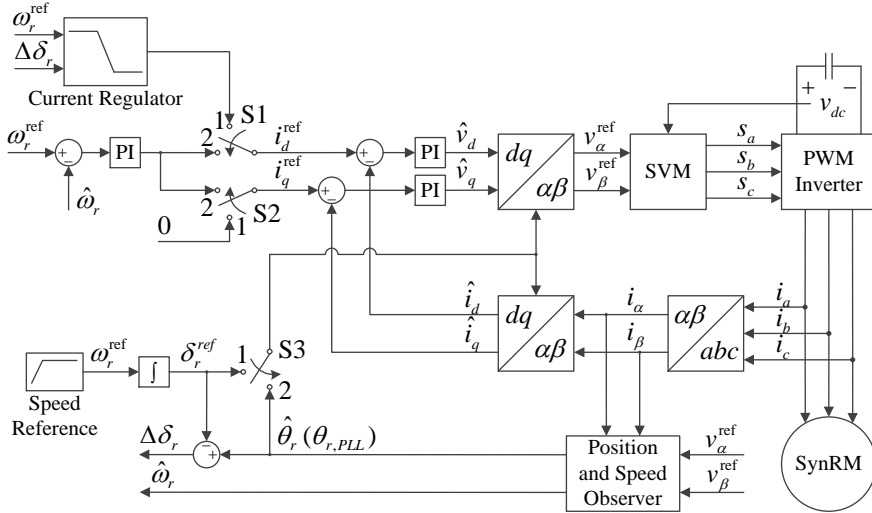 ω_r^ref
Δδ_r
Current Regulator
ω_r^ref
+
−
PI
ω̂_r
1
S1
2
i_d^ref
i_q^ref
2
S2
1
0
+
−
+
−
PI
PI
v̂_d
v̂_q
dq
αβ
v_α^ref
v_β^ref
SVM
s_a
s_b
s_c
+
−
v_dc
PWM
Inverter
î_d
î_q
dq
αβ
i_α
i_β
αβ
abc
i_a
i_b
i_c
Speed
Reference
ω_r^ref
∫
δ_r^ref
1
S3
2
Δδ_r
−
+
θ̂_r (θ_r,PLL)
ω̂_r
Position
and Speed
Observer
v_α^ref
v_β^ref
SynRM